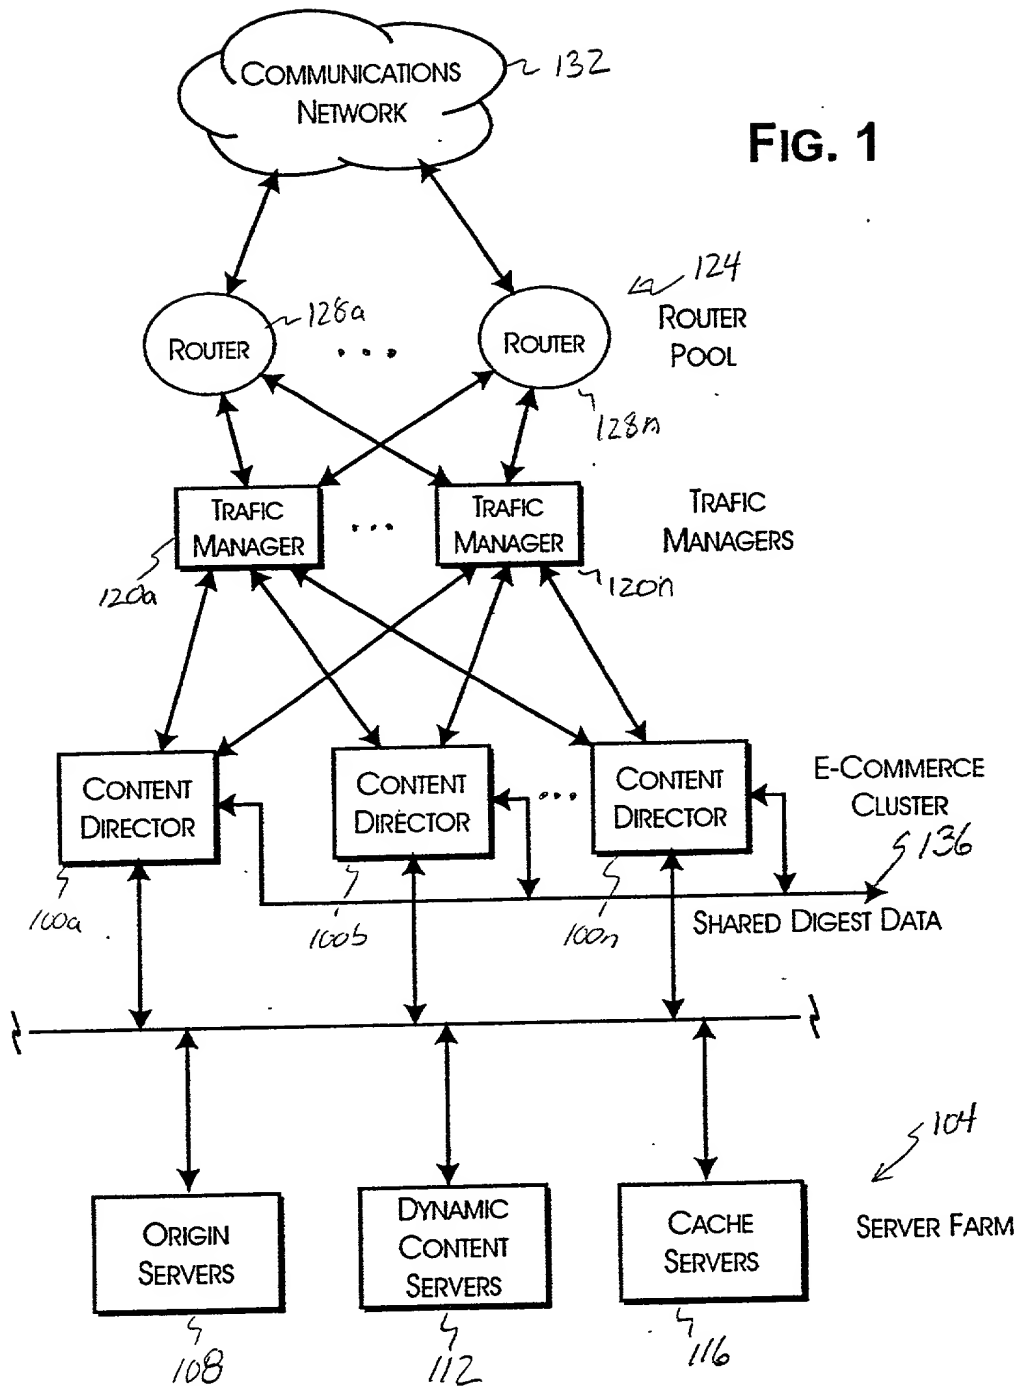 COMMUNICATIONS
NETWORK
132
FIG. 1
124
ROUTER
POOL
128a
ROUTER
...
ROUTER
128n
TRAFIC
MANAGER
...
TRAFIC
MANAGER
TRAFIC
MANAGERS
120a
120n
CONTENT
DIRECTOR
CONTENT
DIRECTOR
...
CONTENT
DIRECTOR
E-COMMERCE
CLUSTER
136
100a
100b
100n
SHARED DIGEST DATA
104
SERVER FARM
ORIGIN
SERVERS
DYNAMIC
CONTENT
SERVERS
CACHE
SERVERS
108
112
116